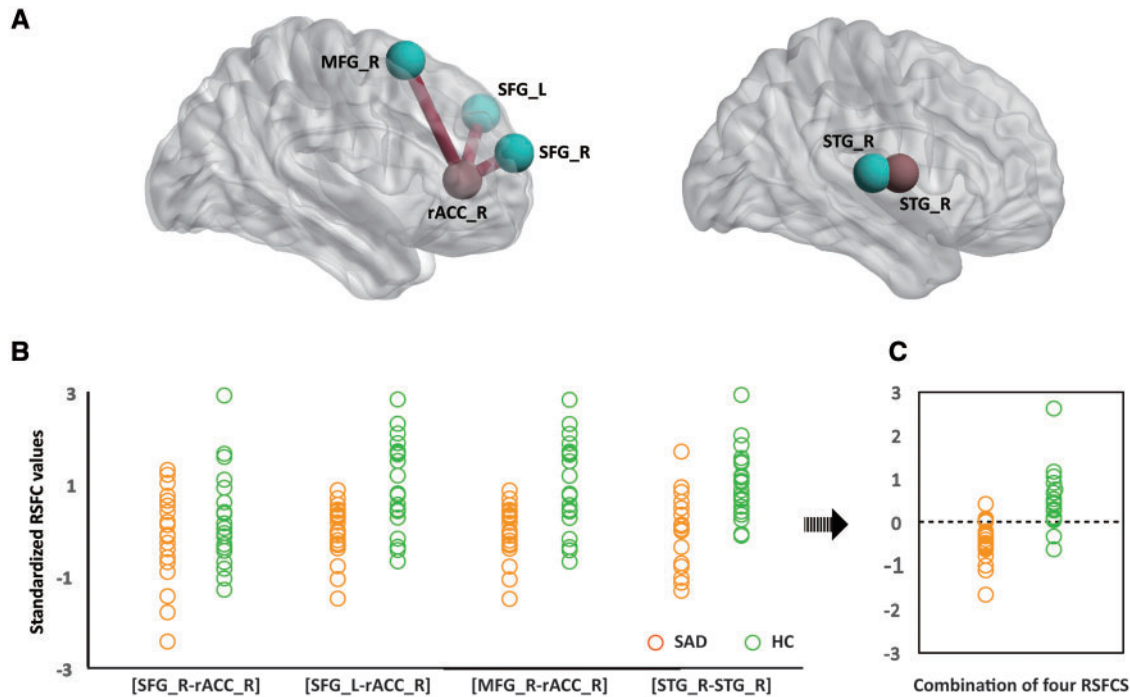 A
MFG_R
SFG_L
SFG_R
rACC_R
STG_R
STG_R
B
Standardized RSFC values
3
1
-1
-3
SAD
HC
[SFG_R-rACC_R]
[SFG_L-rACC_R]
[MFG_R-rACC_R]
[STG_R-STG_R]
C
3
2
1
0
-1
-2
-3
Combination of four RSFCS